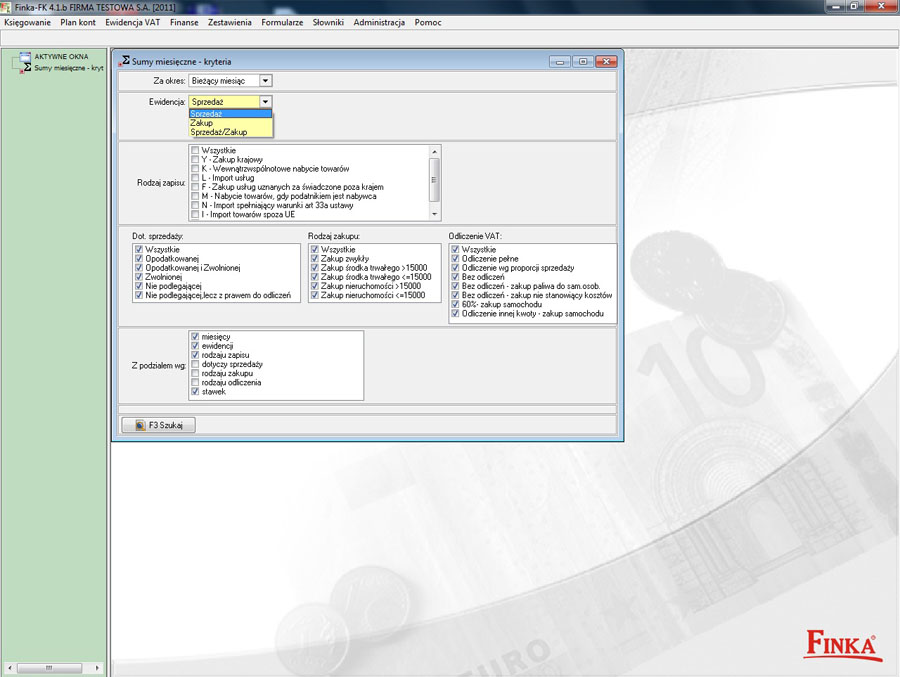 Finka-FK 4.1.b FIRMA TESTOWA S.A. [2011]
Księgowanie Plan kont Ewidencja VAT Finanse Zestawienia Formularze Słowniki Administracja Pomoc
AKTYWNE OKNA
Sumy miesięczne - kryt
Sumy miesięczne - kryteria
Za okres: Bieżący miesiąc
Ewidencja: Sprzedaż
Sprzedaż
Zakup
Sprzedaż/Zakup
Rodzaj zapisu:
Wszystkie
Y - Zakup krajowy
K - Wewnątrzwspólnotowe nabycie towarów
L - Import usług
F - Zakup usług uznanych za świadczone poza krajem
M - Nabycie towarów, gdy podatnikiem jest nabywca
N - Import spełniający warunki art 33a ustawy
I - Import towarów spoza UE
Dot. sprzedaży:
Wszystkie
Opodatkowanej
Opodatkowanej i Zwolnionej
Zwolnionej
Nie podlegającej
Nie podlegającej,lecz z prawem do odliczeń
Rodzaj zakupu:
Wszystkie
Zakup zwykły
Zakup środka trwałego >15000
Zakup środka trwałego <=15000
Zakup nieruchomości >15000
Zakup nieruchomości <=15000
Odliczenie VAT:
Wszystkie
Odliczenie pełne
Odliczenie wg proporcji sprzedaży
Bez odliczeń
Bez odliczeń - zakup paliwa do sam.osob.
Bez odliczeń - zakup nie stanowiący kosztów
60%- zakup samochodu
Odliczenie innej kwoty - zakup samochodu
Z podziałem wg:
miesięcy
ewidencji
rodzaju zapisu
dotyczy sprzedaży
rodzaju zakupu
rodzaju odliczenia
stawek
F3 Szukaj
10
EURO
FINKA®